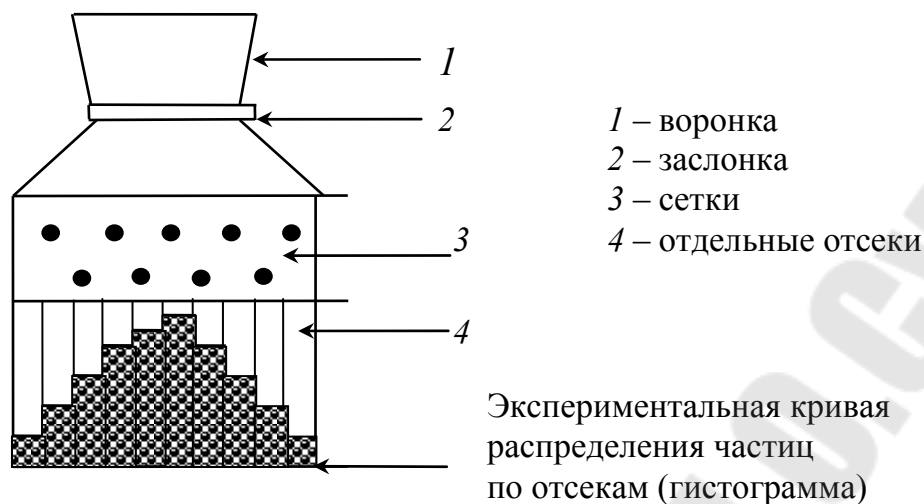 1
2
3
4
1 – воронка
2 – заслонка
3 – сетки
4 – отдельные отсеки
Экспериментальная кривая
распределения частиц
по отсекам (гистограмма)